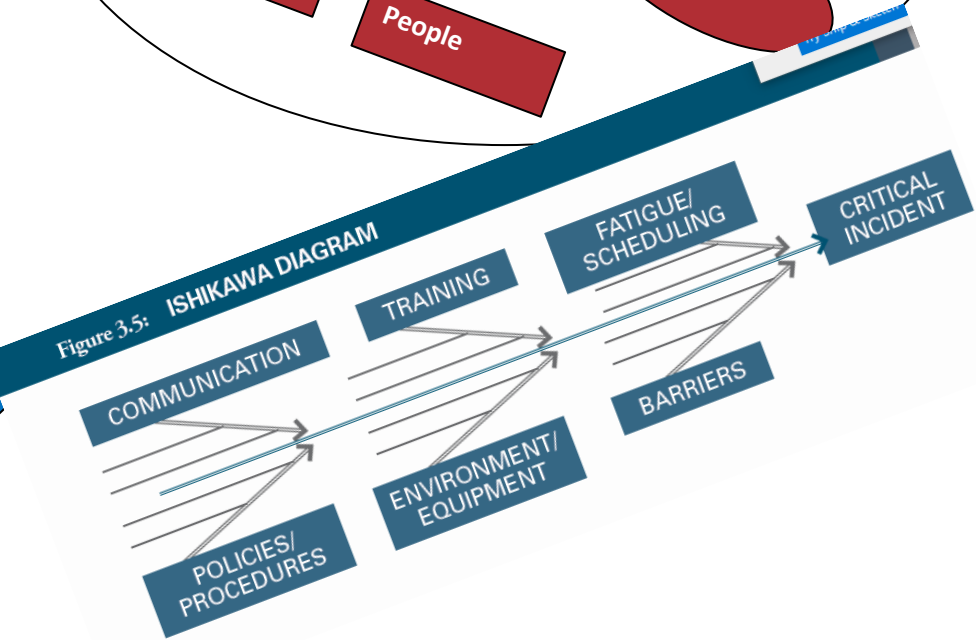 People
Figure 3.5: ISHIKAWA DIAGRAM
COMMUNICATION
TRAINING
FATIGUE/
SCHEDULING
CRITICAL
INCIDENT
POLICIES/
PROCEDURES
ENVIRONMENT/
EQUIPMENT
BARRIERS